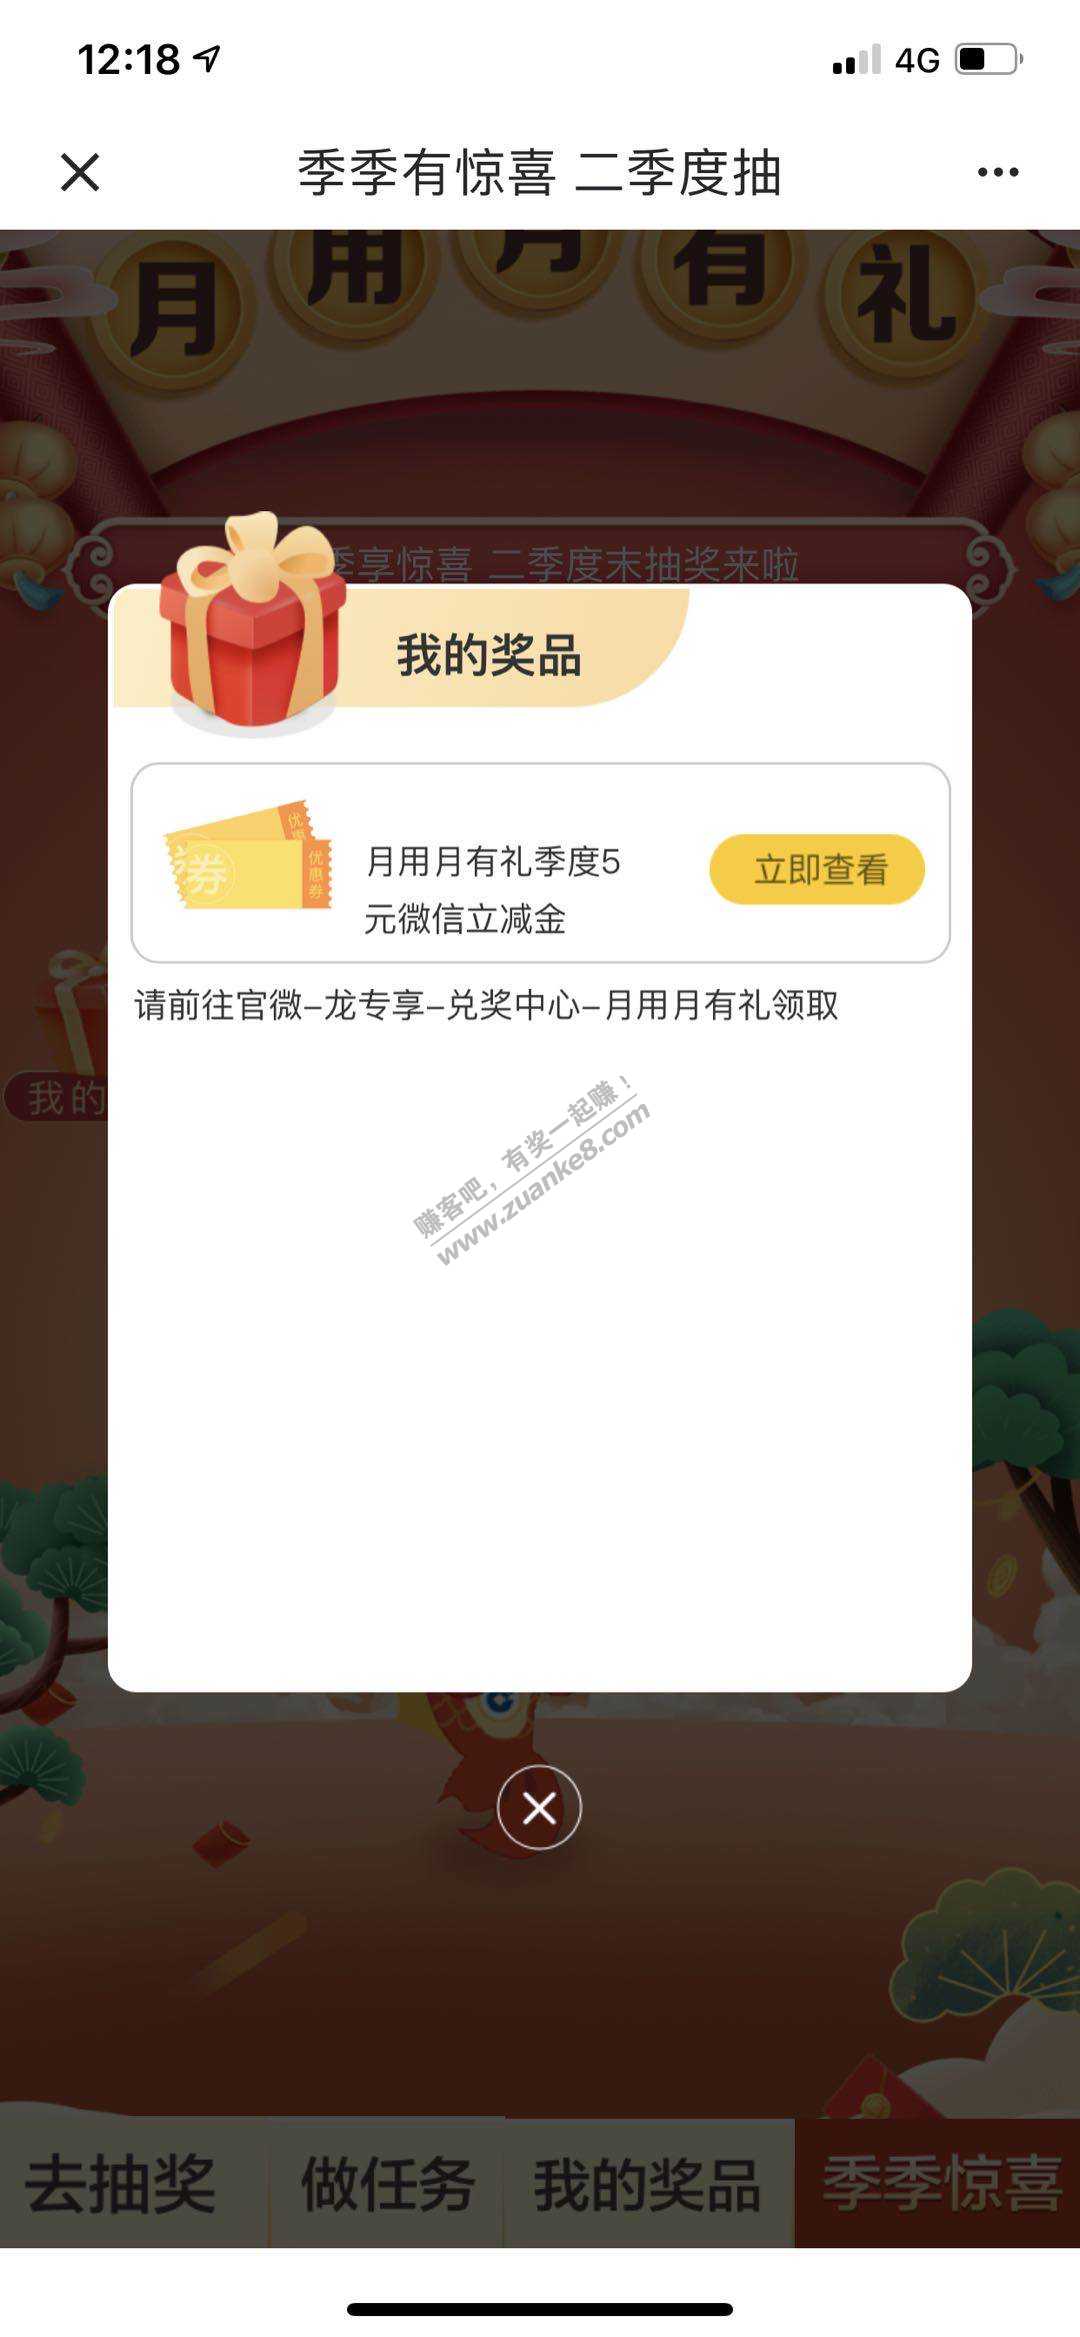 12:18
4G
季季有惊喜 二季度抽
月用月有礼
季享惊喜 二季度末抽奖来啦
我的奖品
优惠
券
优惠券
月用月有礼季度5
元微信立减金
立即查看
请前往官微–龙专享–兑奖中心–月用月有礼领取
我的
赚客吧，有奖一起赚！
www.zuanke8.com
去抽奖
做任务
我的奖品
季季惊喜